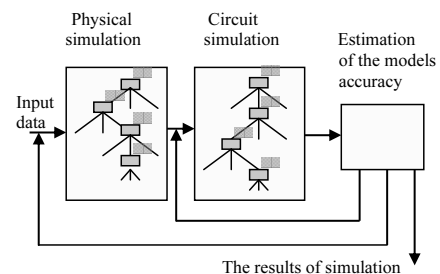 Physical
simulation
Circuit
simulation
Estimation
of the models
accuracy
Input
data
The results of simulation